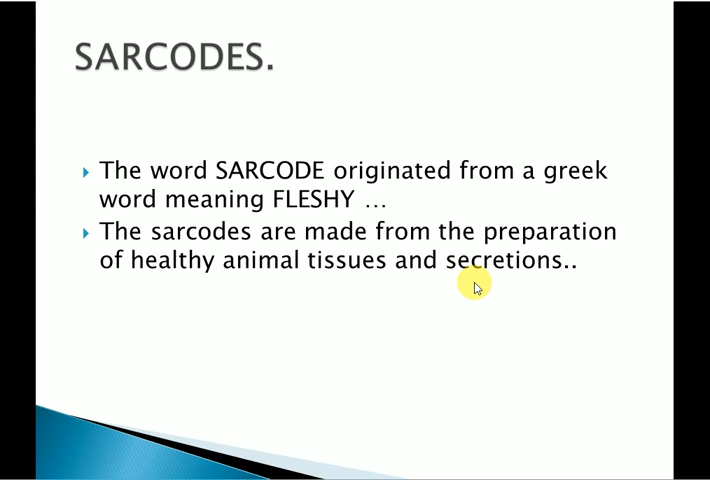 SARCODES.
The word SARCODE originated from a greek
word meaning FLESHY ...
The sarcodes are made from the preparation
of healthy animal tissues and secretions..